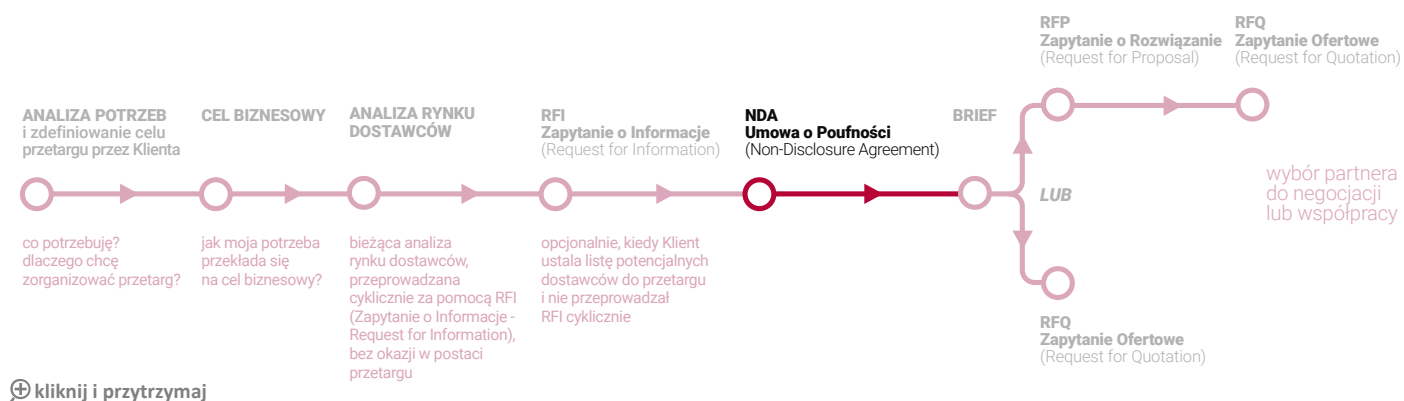 RFP
Zapytanie o Rozwiązanie
(Request for Proposal)
RFQ
Zapytanie Ofertowe
(Request for Quotation)
ANALIZA POTRZEB
i zdefiniowanie celu
przetargu przez Klienta
CEL BIZNESOWY
ANALIZA RYNKU
DOSTAWCÓW
RFI
Zapytanie o Informacje
(Request for Information)
NDA
Umowa o Poufności
(Non-Disclosure Agreement)
BRIEF
LUB
wybór partnera
do negocjacji
lub współpracy
co potrzebuję?
dlaczego chcę
zorganizować przetarg?
jak moja potrzeba
przekłada się
na cel biznesowy?
bieżąca analiza
rynku dostawców,
przeprowadzana
cyklicznie za pomocą RFI
(Zapytanie o Informacje -
Request for Information),
bez okazji w postaci
przetargu
opcjonalnie, kiedy Klient
ustala listę potencjalnych
dostawców do przetargu
i nie przeprowadzał
RFI cyklicznie
RFQ
Zapytanie Ofertowe
(Request for Quotation)
kliknij i przytrzymaj